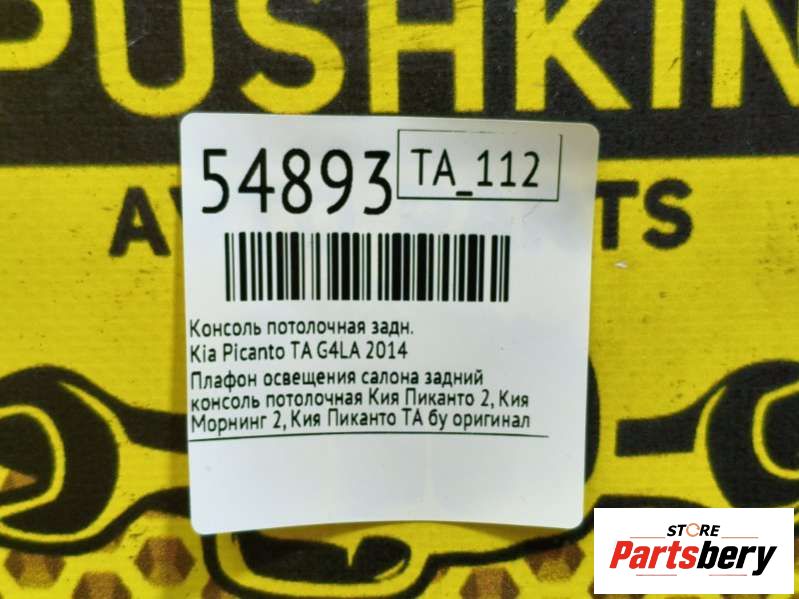 PUSHKIN
54893 TA_112
Консоль потолочная задн.
Kia Picanto TA G4LA 2014
Плафон освещения салона задний
консоль потолочная Кия Пиканто 2, Кия
Морнинг 2, Кия Пиканто ТА бу оригинал
STORE
Partsbery